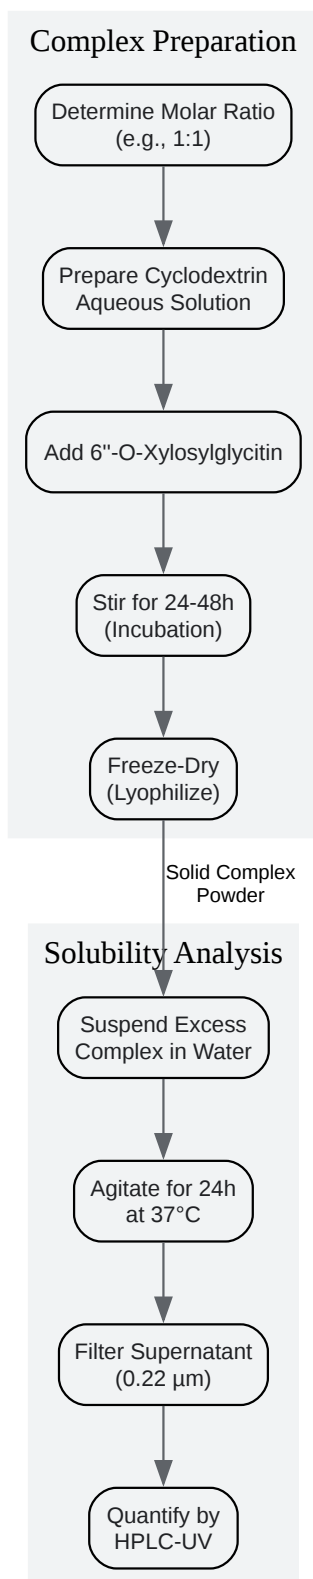 Complex Preparation
Determine Molar Ratio
(e.g., 1:1)
Prepare Cyclodextrin
Aqueous Solution
Add 6''-O-Xylosylglycitin
Stir for 24-48h
(Incubation)
Freeze-Dry
(Lyophilize)
Solid Complex
Powder
Solubility Analysis
Suspend Excess
Complex in Water
Agitate for 24h
at 37°C
Filter Supernatant
(0.22 µm)
Quantify by
HPLC-UV